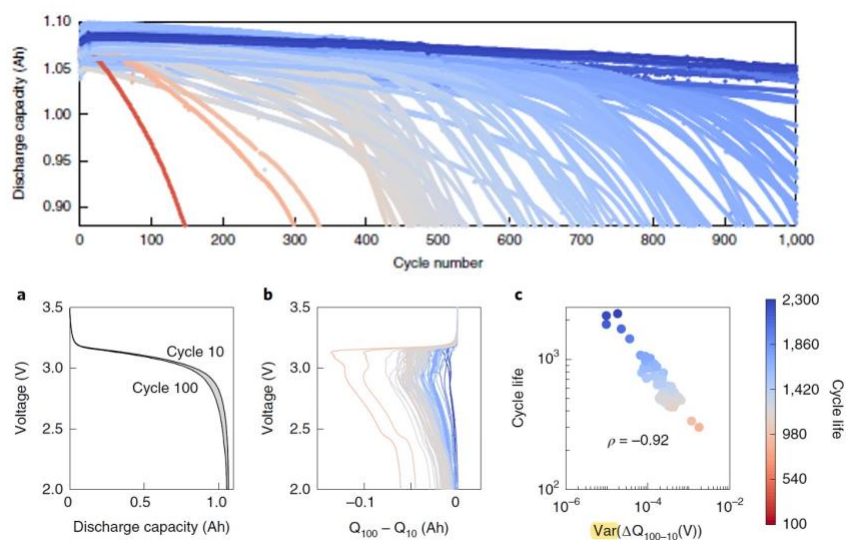 1.10
1.05
1.00
0.95
0.90
Discharge capacity (Ah)
0 100 200 300 400 500 600 700 800 900 1,000
Cycle number
a
3.5
3.0
2.5
2.0
Voltage (V)
Cycle 10
Cycle 100
0 0.5 1.0
Discharge capacity (Ah)
b
3.5
3.0
2.5
2.0
Voltage (V)
−0.1 0
Q100 – Q10 (Ah)
c
10³
10²
Cycle life
ρ = −0.92
10⁻⁶ 10⁻⁴ 10⁻²
Var(ΔQ100–10(V))
2,300
1,860
1,420
980
540
100
Cycle life